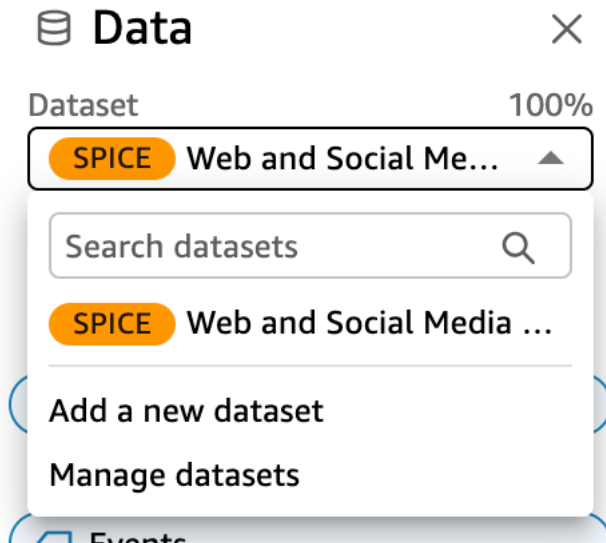 Data
Dataset 100%
SPICE Web and Social Me...
Search datasets
SPICE Web and Social Media ...
Add a new dataset
Manage datasets
Events